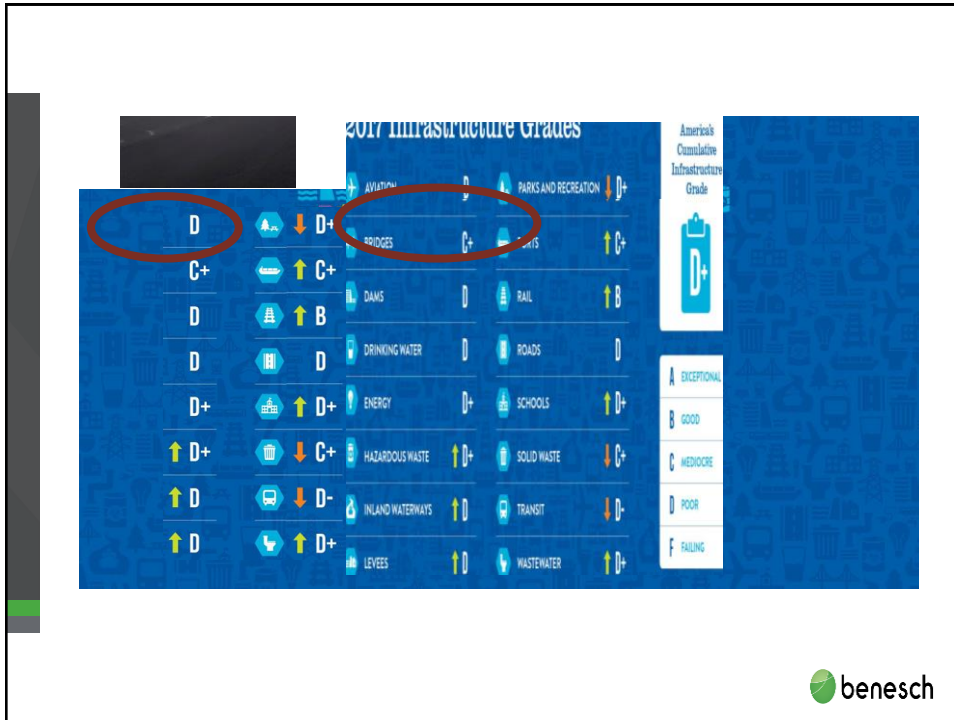 2017 Infrastructure Grades
America's
Cumulative
Infrastructure
Grade
D+
D D+
C+ C+
D B
D D
D+ D+
D+ C+
D D-
D D+
AVIATION D PARKS AND RECREATION D+
BRIDGES C+ PORTS C+
DAMS D RAIL B
DRINKING WATER D ROADS D
ENERGY D+ SCHOOLS D+
HAZARDOUS WASTE D+ SOLID WASTE C+
INLAND WATERWAYS D TRANSIT D-
LEVEES D WASTEWATER D+
A EXCEPTIONAL
B GOOD
C MEDIOCRE
D POOR
F FAILING
benesch